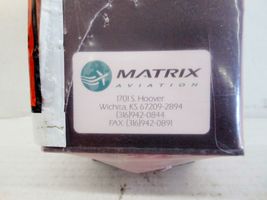 MATRIX
AVIATION
1701 S. Hoover
Wichita, KS 67209-2894
(316)942-0844
FAX: (316)942-0891